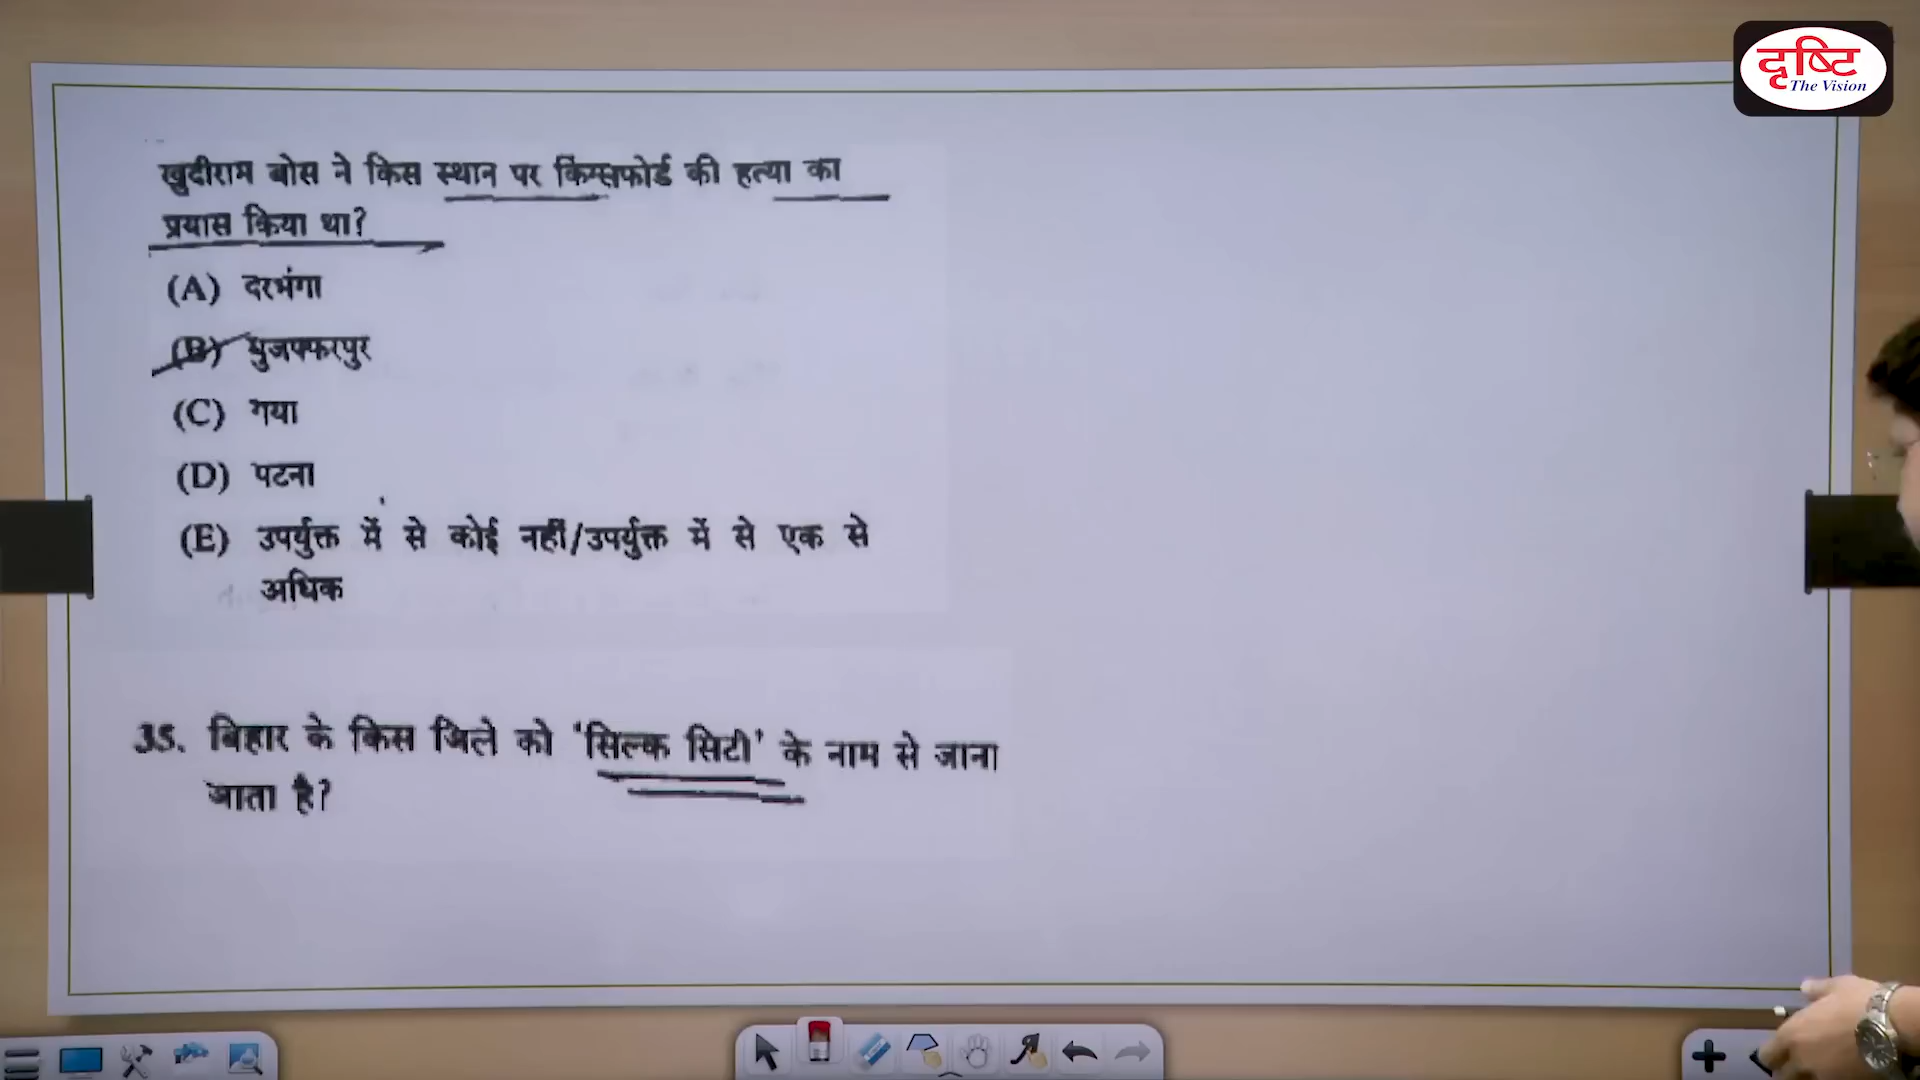 दृष्टि
The Vision
खुदीराम बोस ने किस स्थान पर किंग्सफोर्ड की हत्या का
प्रयास किया था?
(A) दरभंगा
(B) मुजफ्फरपुर
(C) गया
(D) पटना
(E) उपर्युक्त में से कोई नहीं/उपर्युक्त में से एक से
अधिक
35. बिहार के किस जिले को ‘सिल्क सिटी’ के नाम से जाना
जाता है?